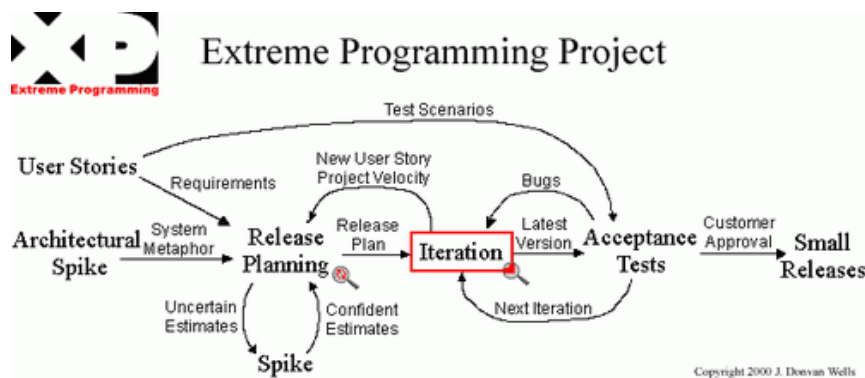 XP
Extreme Programming
Extreme Programming Project
Test Scenarios
User Stories
New User Story
Project Velocity
Bugs
Requirements
Architectural
Spike
System
Metaphor
Release
Planning
Release
Plan
Iteration
Latest
Version
Acceptance
Tests
Customer
Approval
Small
Releases
Uncertain
Estimates
Confident
Estimates
Next Iteration
Spike
Copyright 2000 J. Donvan Wells